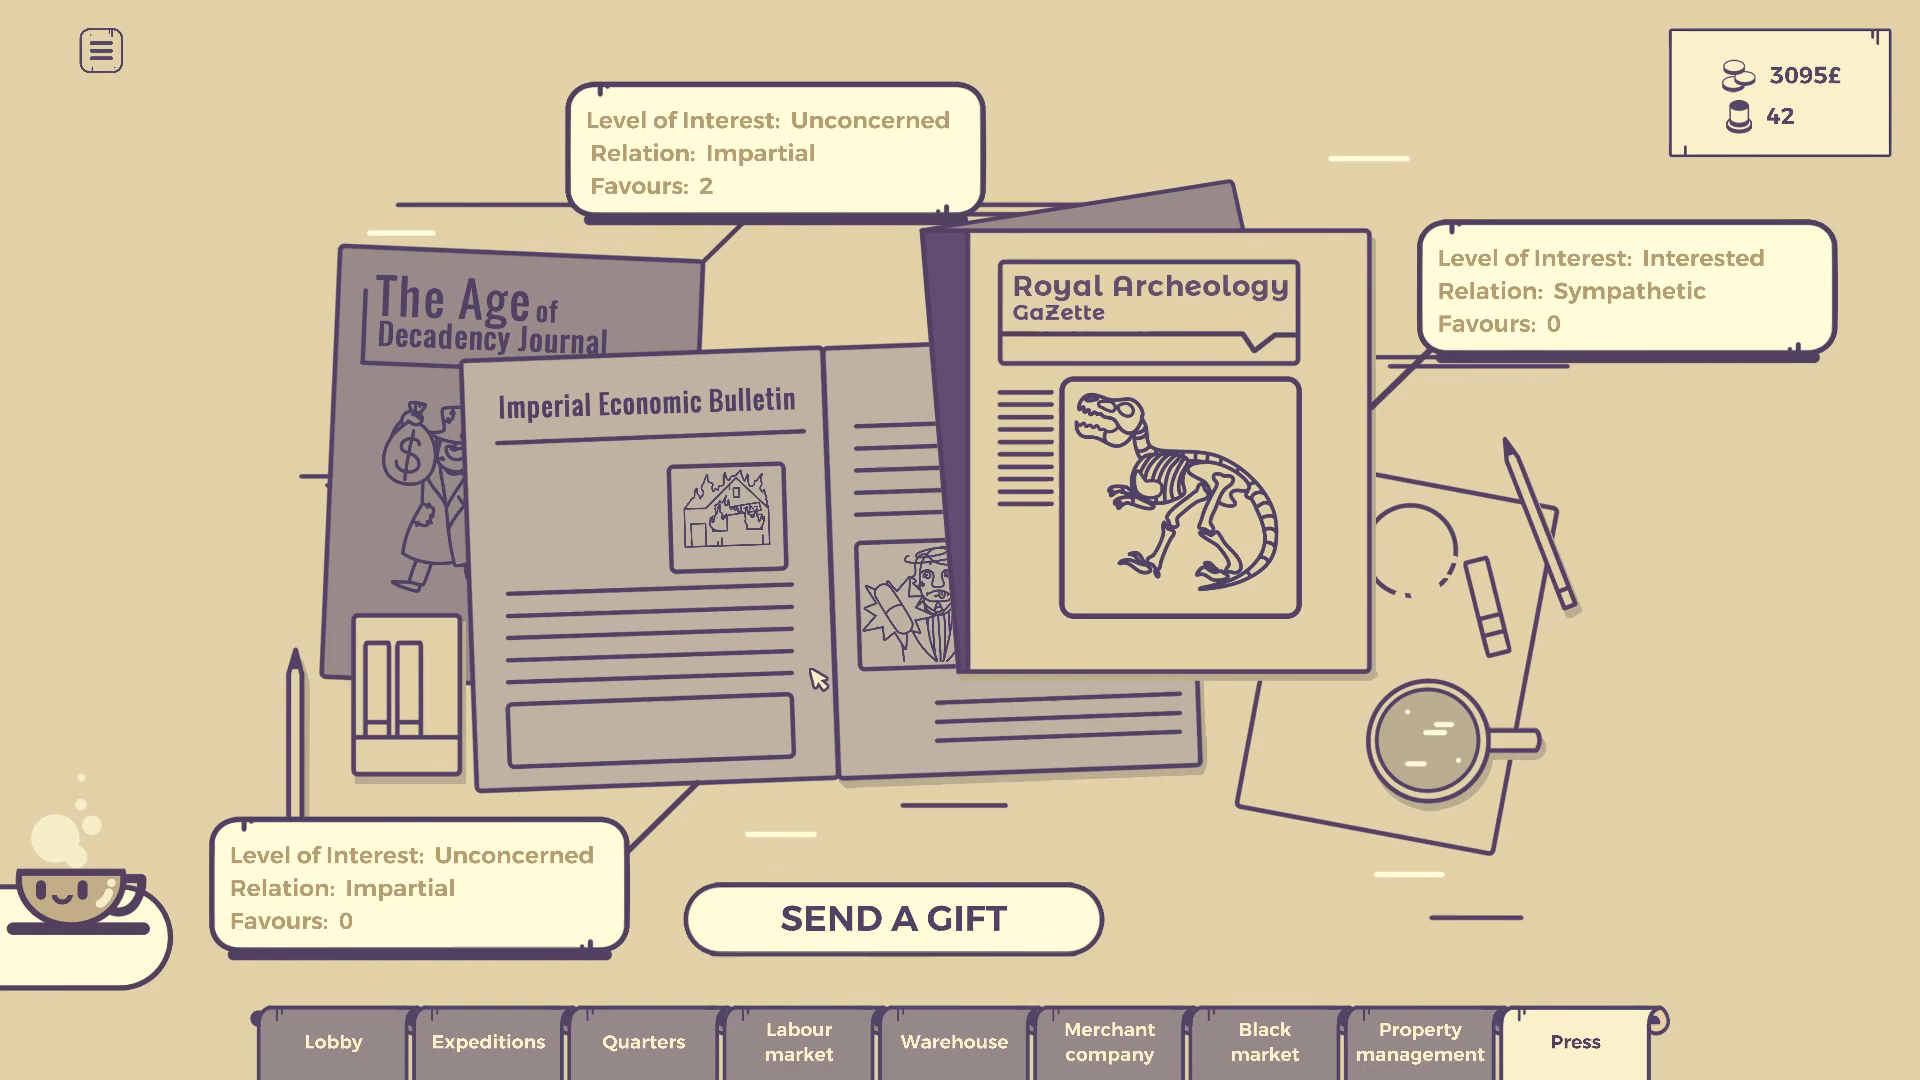 3095£
42
Level of Interest: Unconcerned
Relation: Impartial
Favours: 2
Level of Interest: Interested
Relation: Sympathetic
Favours: 0
The Age of
Decadency Journal
Royal Archeology
GaZette
Imperial Economic Bulletin
$
Level of Interest: Unconcerned
Relation: Impartial
Favours: 0
SEND A GIFT
Lobby
Expeditions
Quarters
Labour
market
Warehouse
Merchant
company
Black
market
Property
management
Press